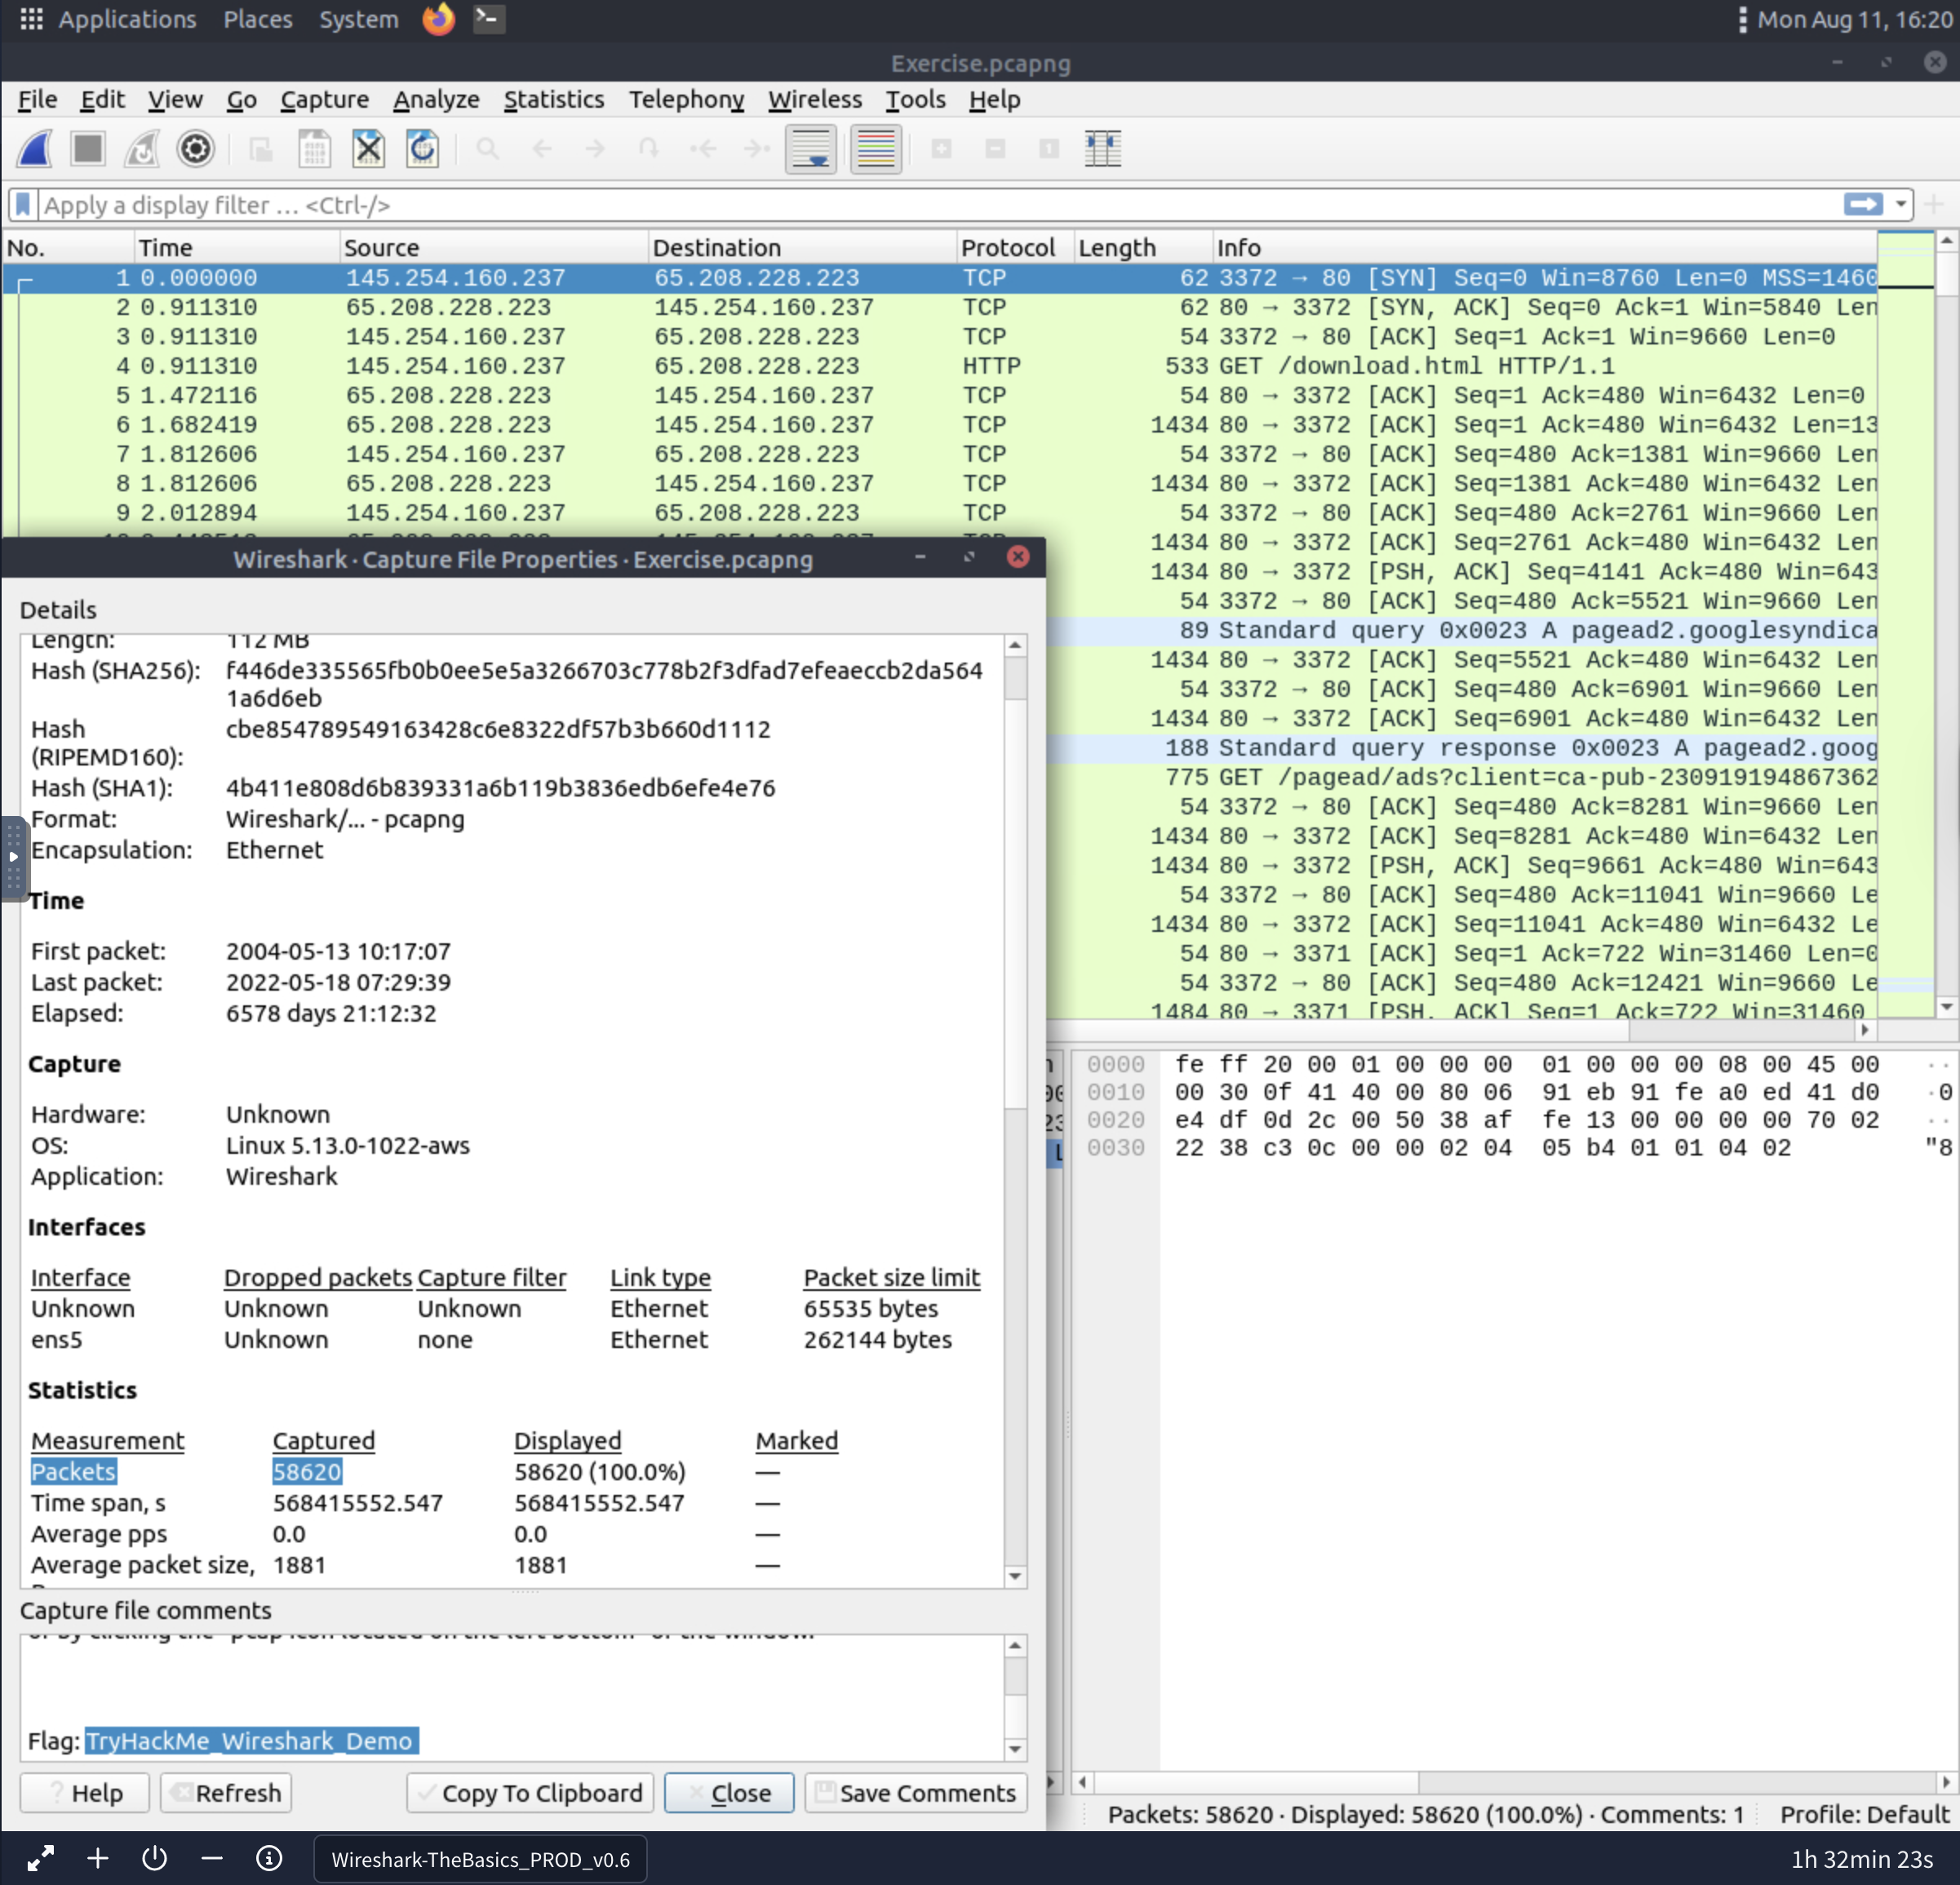 Applications Places System Mon Aug 11, 16:20
Exercise.pcapng
File Edit View Go Capture Analyze Statistics Telephony Wireless Tools Help
Apply a display filter … <Ctrl-/>
No. Time Source Destination Protocol Length Info
1 0.000000 145.254.160.237 65.208.228.223 TCP 62 3372 → 80 [SYN] Seq=0 Win=8760 Len=0 MSS=1460
2 0.911310 65.208.228.223 145.254.160.237 TCP 62 80 → 3372 [SYN, ACK] Seq=0 Ack=1 Win=5840 Len
3 0.911310 145.254.160.237 65.208.228.223 TCP 54 3372 → 80 [ACK] Seq=1 Ack=1 Win=9660 Len=0
4 0.911310 145.254.160.237 65.208.228.223 HTTP 533 GET /download.html HTTP/1.1
5 1.472116 65.208.228.223 145.254.160.237 TCP 54 80 → 3372 [ACK] Seq=1 Ack=480 Win=6432 Len=0
6 1.682419 65.208.228.223 145.254.160.237 TCP 1434 80 → 3372 [ACK] Seq=1 Ack=480 Win=6432 Len=13
7 1.812606 145.254.160.237 65.208.228.223 TCP 54 3372 → 80 [ACK] Seq=480 Ack=1381 Win=9660 Len
8 1.812606 65.208.228.223 145.254.160.237 TCP 1434 80 → 3372 [ACK] Seq=1381 Ack=480 Win=6432 Len
9 2.012894 145.254.160.237 65.208.228.223 TCP 54 3372 → 80 [ACK] Seq=480 Ack=2761 Win=9660 Len
1434 80 → 3372 [ACK] Seq=2761 Ack=480 Win=6432 Len
1434 80 → 3372 [PSH, ACK] Seq=4141 Ack=480 Win=643
54 3372 → 80 [ACK] Seq=480 Ack=5521 Win=9660 Len
89 Standard query 0x0023 A pagead2.googlesyndica
1434 80 → 3372 [ACK] Seq=5521 Ack=480 Win=6432 Len
54 3372 → 80 [ACK] Seq=480 Ack=6901 Win=9660 Len
1434 80 → 3372 [ACK] Seq=6901 Ack=480 Win=6432 Len
188 Standard query response 0x0023 A pagead2.goog
775 GET /pagead/ads?client=ca-pub-230919194867362
54 3372 → 80 [ACK] Seq=480 Ack=8281 Win=9660 Len
1434 80 → 3372 [ACK] Seq=8281 Ack=480 Win=6432 Len
1434 80 → 3372 [PSH, ACK] Seq=9661 Ack=480 Win=643
54 3372 → 80 [ACK] Seq=480 Ack=11041 Win=9660 Le
1434 80 → 3372 [ACK] Seq=11041 Ack=480 Win=6432 Le
54 80 → 3371 [ACK] Seq=1 Ack=722 Win=31460 Len=0
54 3372 → 80 [ACK] Seq=480 Ack=12421 Win=9660 Le
1484 80 → 3371 [PSH, ACK] Seq=1 Ack=722 Win=31460
Wireshark · Capture File Properties · Exercise.pcapng
Details
Length: 112 MB
Hash (SHA256): f446de335565fb0b0ee5e5a3266703c778b2f3dfad7efeaeccb2da564
1a6d6eb
Hash cbe854789549163428c6e8322df57b3b660d1112
(RIPEMD160):
Hash (SHA1): 4b411e808d6b839331a6b119b3836edb6efe4e76
Format: Wireshark/... - pcapng
Encapsulation: Ethernet
Time
First packet: 2004-05-13 10:17:07
Last packet: 2022-05-18 07:29:39
Elapsed: 6578 days 21:12:32
Capture
Hardware: Unknown
OS: Linux 5.13.0-1022-aws
Application: Wireshark
Interfaces
Interface Dropped packets Capture filter Link type Packet size limit
Unknown Unknown Unknown Ethernet 65535 bytes
ens5 Unknown none Ethernet 262144 bytes
Statistics
Measurement Captured Displayed Marked
Packets 58620 58620 (100.0%) —
Time span, s 568415552.547 568415552.547 —
Average pps 0.0 0.0 —
Average packet size, 1881 1881 —
Capture file comments
or by clicking the "pcap icon located on the left bottom" of the window.
Flag: TryHackMe_Wireshark_Demo
Help Refresh Copy To Clipboard Close Save Comments
0000 fe ff 20 00 01 00 00 00 01 00 00 00 08 00 45 00 ··
0010 00 30 0f 41 40 00 80 06 91 eb 91 fe a0 ed 41 d0 ·0
0020 e4 df 0d 2c 00 50 38 af fe 13 00 00 00 00 70 02 ··
0030 22 38 c3 0c 00 00 02 04 05 b4 01 01 04 02 "8
Packets: 58620 · Displayed: 58620 (100.0%) · Comments: 1 Profile: Default
Wireshark-TheBasics_PROD_v0.6 1h 32min 23s